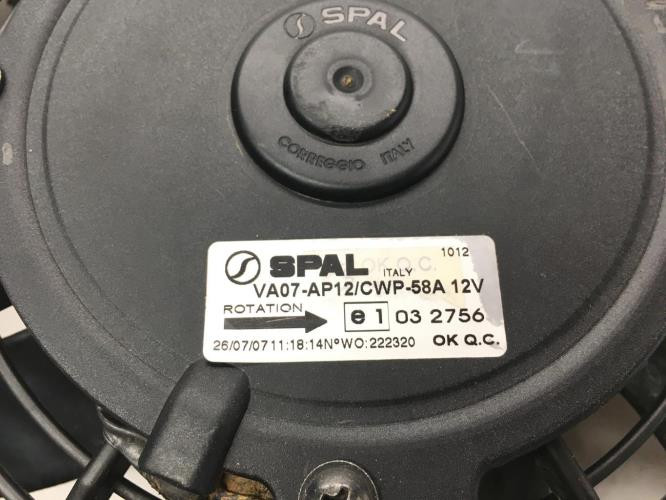 SPAL
CORREGGIO ITALY
1012
SPAL ITALY OK Q.C.
VA07-AP12/CWP-58A 12V
ROTATION e1 03 2756
26/07/07 11:18:14 N°WO:222320 OK Q.C.